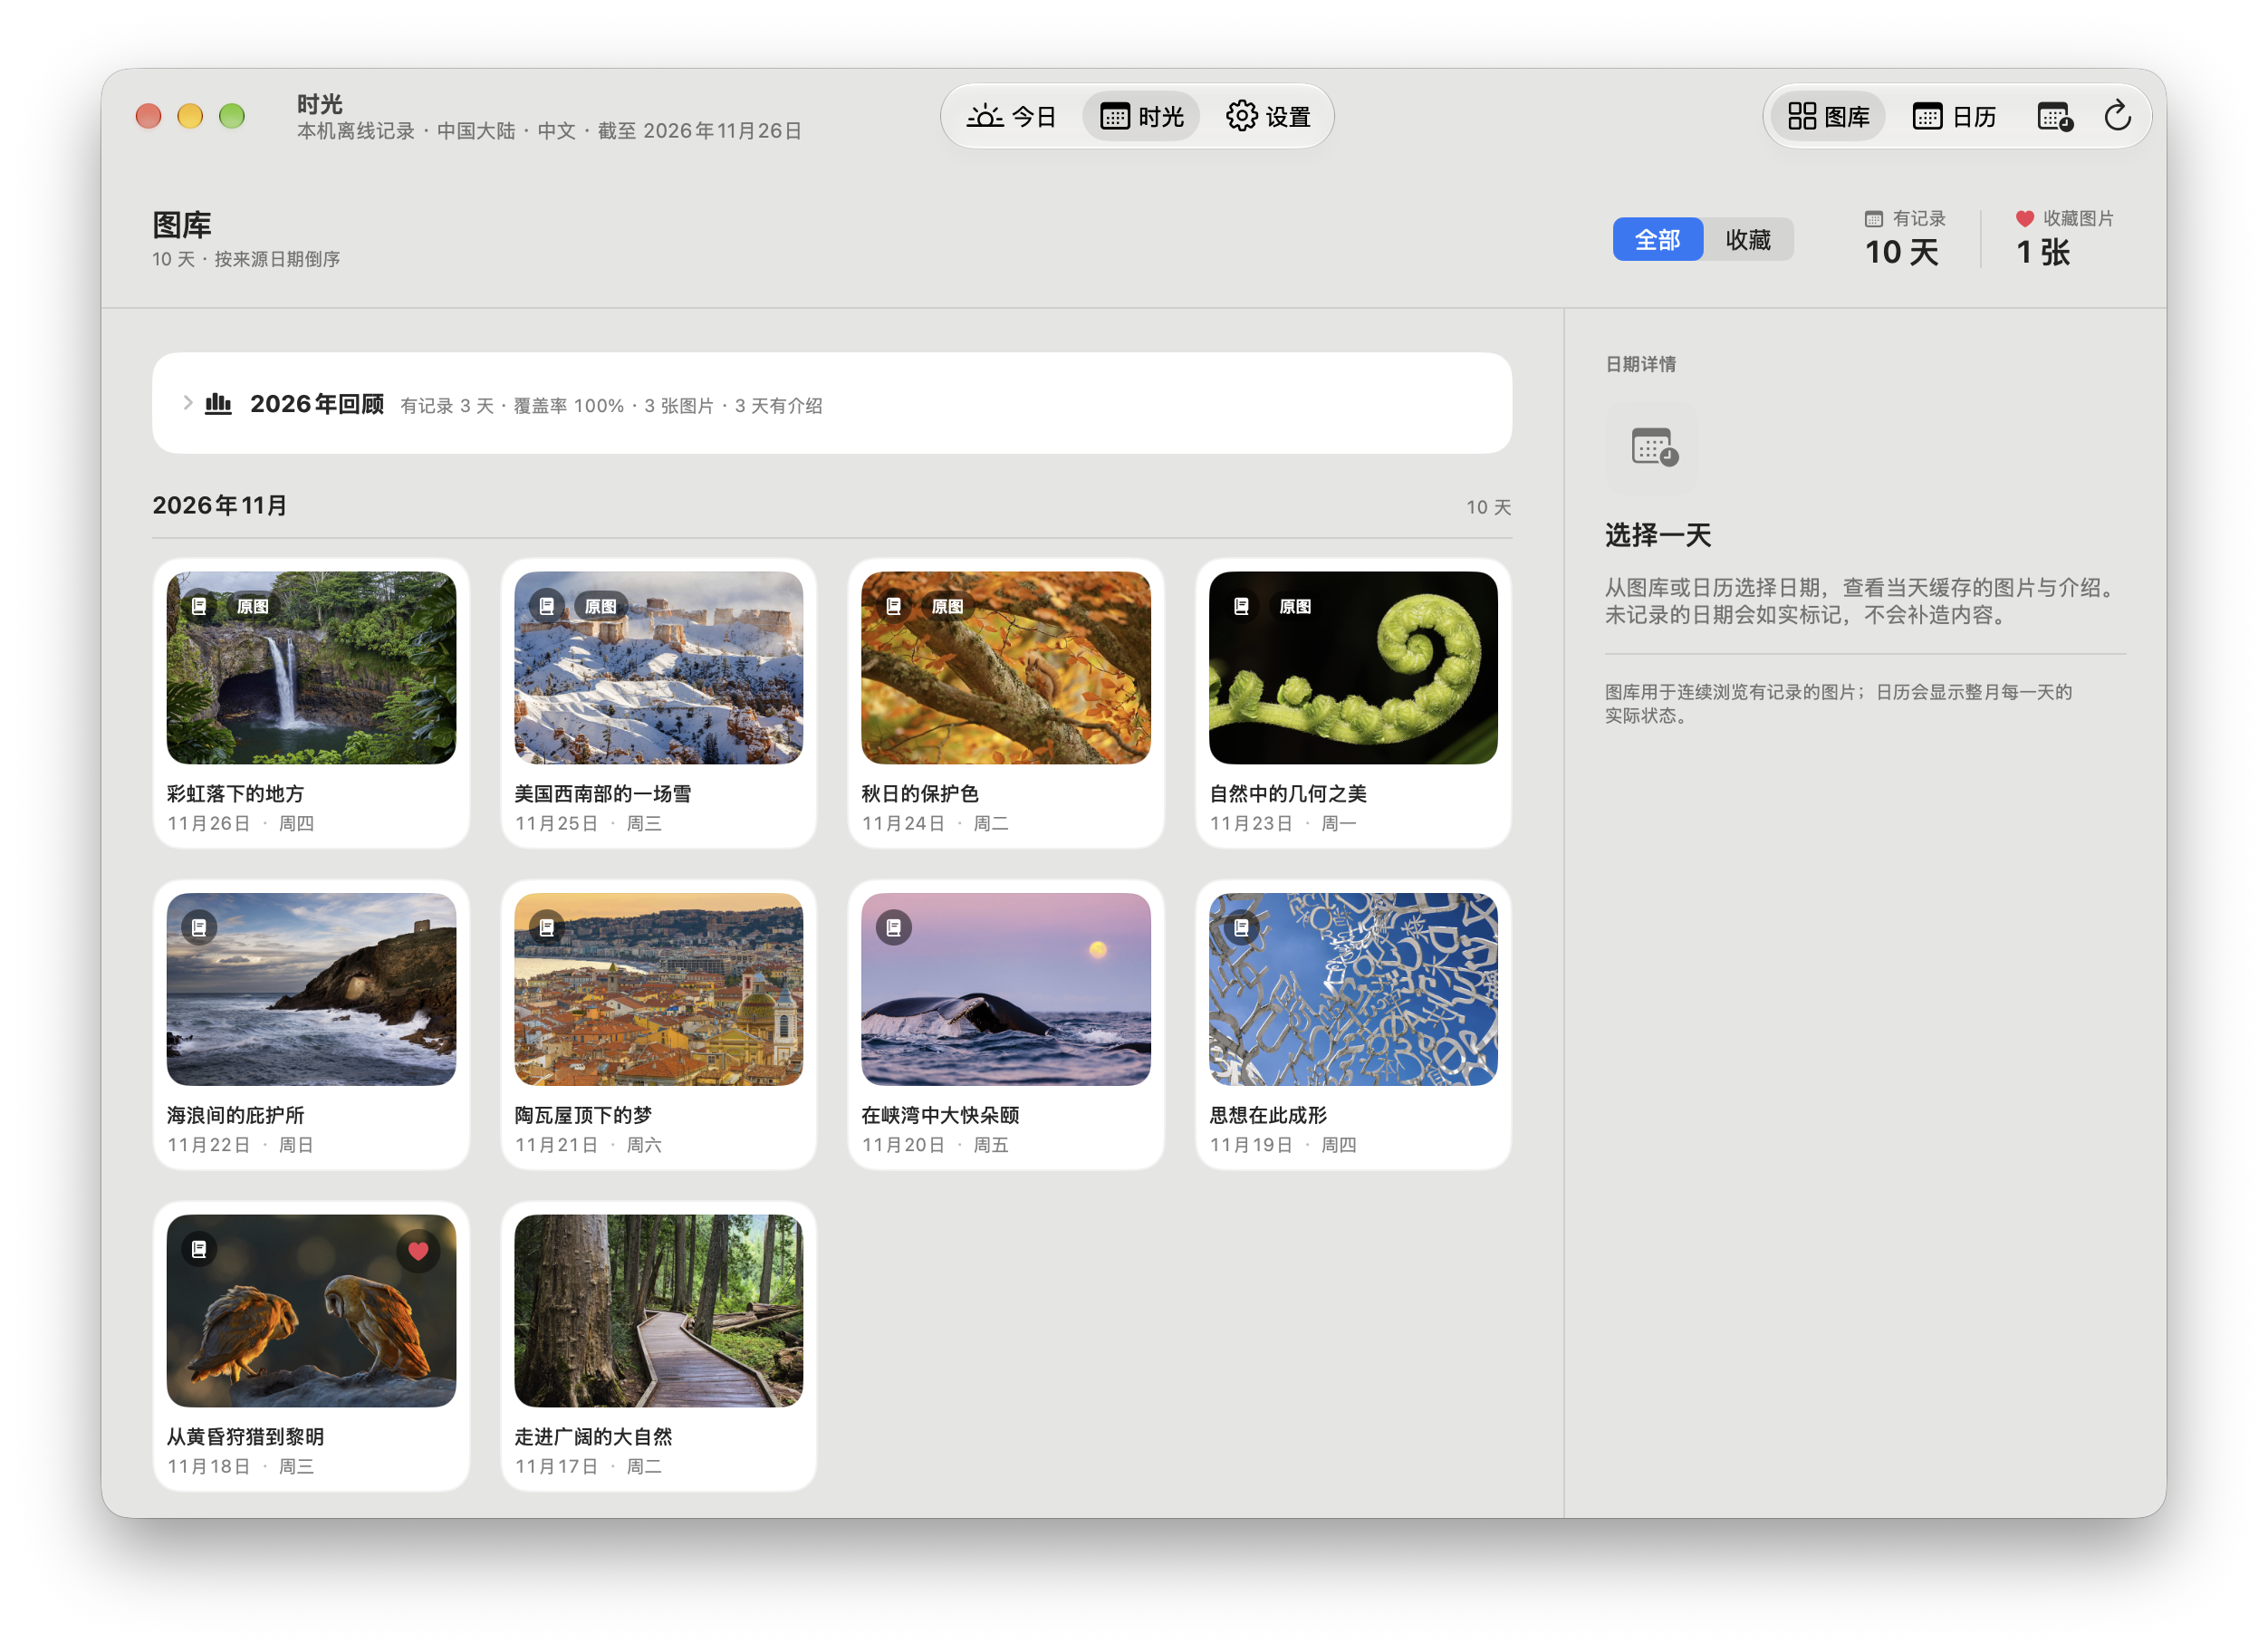 时光
本机离线记录 · 中国大陆 · 中文 · 截至 2026年11月26日
今日
时光
设置
图库
日历
图库
10 天 · 按来源日期倒序
全部
收藏
有记录
10 天
收藏图片
1 张
2026年回顾 有记录 3 天 · 覆盖率 100% · 3 张图片 · 3 天有介绍
2026年11月
10 天
原图
彩虹落下的地方
11月26日 · 周四
原图
美国西南部的一场雪
11月25日 · 周三
原图
秋日的保护色
11月24日 · 周二
原图
自然中的几何之美
11月23日 · 周一
海浪间的庇护所
11月22日 · 周日
陶瓦屋顶下的梦
11月21日 · 周六
在峡湾中大快朵颐
11月20日 · 周五
思想在此成形
11月19日 · 周四
从黄昏狩猎到黎明
11月18日 · 周三
走进广阔的大自然
11月17日 · 周二
日期详情
选择一天
从图库或日历选择日期，查看当天缓存的图片与介绍。
未记录的日期会如实标记，不会补造内容。
图库用于连续浏览有记录的图片；日历会显示整月每一天的
实际状态。